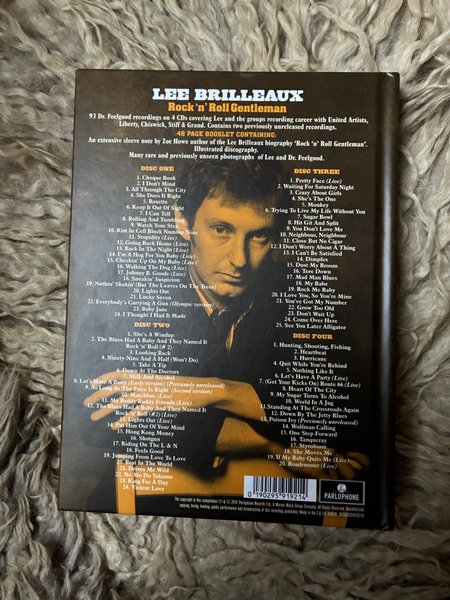 LEE BRILLEAUX
Rock 'n' Roll Gentleman
93 Dr. Feelgood recordings on 4 CDs covering Lee and the groups recording career with United Artists,
Liberty, Chiswick, Stiff & Grand. Contains two previously unreleased recordings.
48 PAGE BOOKLET CONTAINING:
An extensive sleeve note by Zoe Howe author of the Lee Brilleaux biography 'Rock 'n' Roll Gentleman'.
Illustrated discography.
Many rare and previously unseen photographs of Lee and Dr. Feelgood.
DISC ONE
1. Cheque Book
2. I Don't Mind
3. All Through The City
4. She Does It Right
5. Roxette
6. Keep It Out Of Sight
7. I Can Tell
8. Rolling and Tumbling
9. Watch Your Step
10. Riot In Cell Block Number Nine
11. Stupidity (Live)
12. Going Back Home (Live)
13. Back In The Night (Live)
14. I'm A Hog For You Baby (Live)
15. Checkin' Up On My Baby (Live)
16. Walking The Dog (Live)
17. Johnny B. Goode (Live)
18. Sneakin' Suspicion
19. Nothin' Shakin' (But The Leaves On The Trees)
20. Lights Out
21. Lucky Seven
22. Everybody's Carrying A Gun (Olympic version)
23. Baby Jane
24. I Thought I Had It Made
DISC TWO
1. She's A Windup
2. The Blues Had A Baby And They Named It
Rock 'n' Roll (# 2)
3. Looking Back
4. Ninety-Nine And A Half (Won't Do)
5. Take A Tip
6. Down At The Doctors
7. Milk And Alcohol
8. Let's Have A Party (Early version) (Previously unreleased)
9. As Long As The Price Is Right (Second version)
10. Matchbox (Live)
11. My Buddy Buddy Friends (Live)
12. The Blues Had A Baby And They Named It
Rock 'n' Roll (# 2) (Live)
13. Lights Out (Live)
14. Put Him Out Of Your Mind
15. Hong Kong Money
16. Shotgun
17. Riding On The L & N
18. Feels Good
19. Jumping From Love To Love
20. Best In The World
21. Drives Me Wild
22. No Mo Do Yakamo
23. King For A Day
24. Violent Love
DISC THREE
1. Pretty Face (Live)
2. Waiting For Saturday Night
3. Crazy About Girls
4. She's The One
5. Monkey
6. Trying To Live My Life Without You
7. Sugar Bowl
8. Hit Git And Split
9. You Don't Love Me
10. Neighbour, Neighbour
11. Close But No Cigar
12. I Don't Worry About A Thing
13. I Can't Be Satisfied
14. Dimples
15. Dust My Broom
16. Tore Down
17. Mad Man Blues
18. My Babe
19. Rock Me Baby
20. I Love You, So You're Mine
21. You've Got My Number
22. Grow Too Old
23. Don't Wait Up
24. Come Over Here
25. See You Later Alligator
DISC FOUR
1. Hunting, Shooting, Fishing
2. Heartbeat
3. Hurricane
4. Quit While You're Behind
5. Nothing Like It
6. Let's Have A Party (Live)
7. (Get Your Kicks On) Route 66 (Live)
8. Heart Of The City
9. My Sugar Turns To Alcohol
10. World In A Jug
11. Standing At The Crossroads Again
12. Down By The Jetty Blues
13. Poison Ivy (Previously unreleased)
14. Wolfman Calling
15. One Step Forward
16. Tanqueray
17. Styrofoam
18. She Moves Me
19. If My Baby Quits Me (Live)
20. Roadrunner (Live)
0 190295 919214
PARLOPHONE